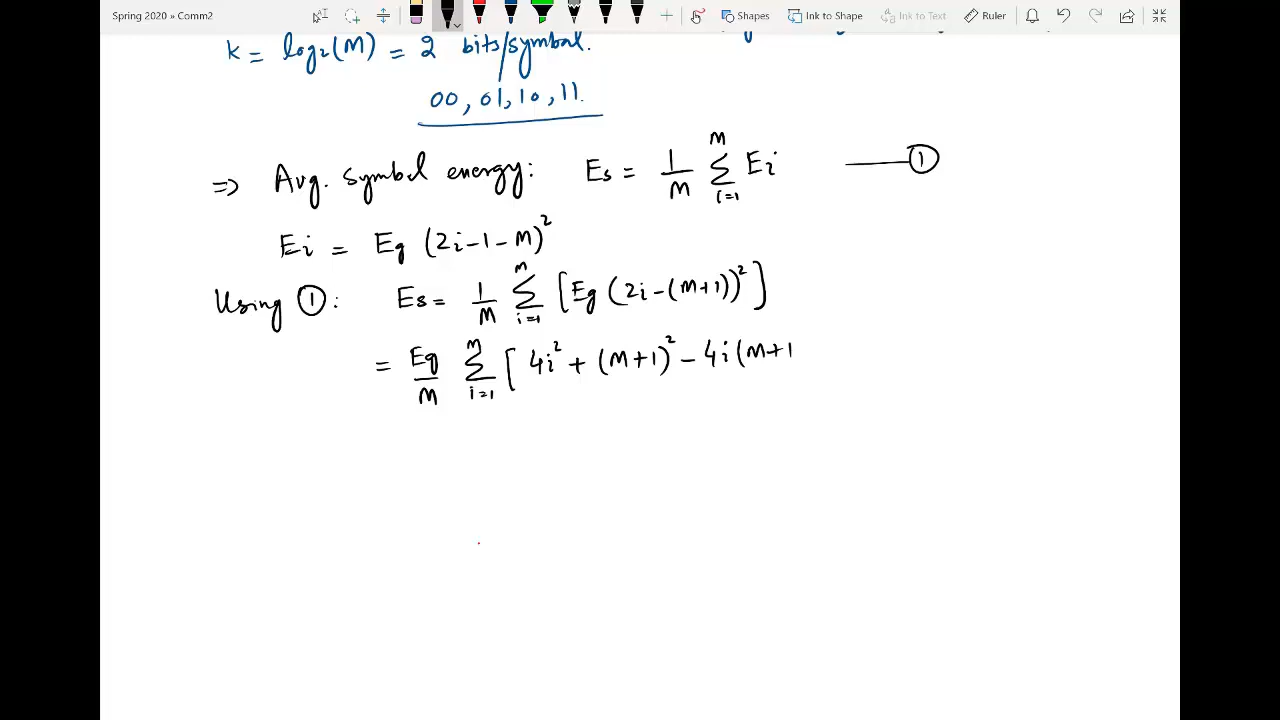 Spring 2020 » Comm2 Shapes Ink to Shape Ink to Text Ruler
k = log₂(M) = 2 bits/symbol.
00, 01, 10, 11.
⇒ Avg. symbol energy: Es = 1/M Σ_{i=1}^{M} Ei ——①
Ei = Eg (2i-1-M)²
Using ①: Es = 1/M Σ_{i=1}^{M} [Eg (2i-(M+1))²]
= Eg/M Σ_{i=1}^{M} [4i² + (M+1)² - 4i(M+1